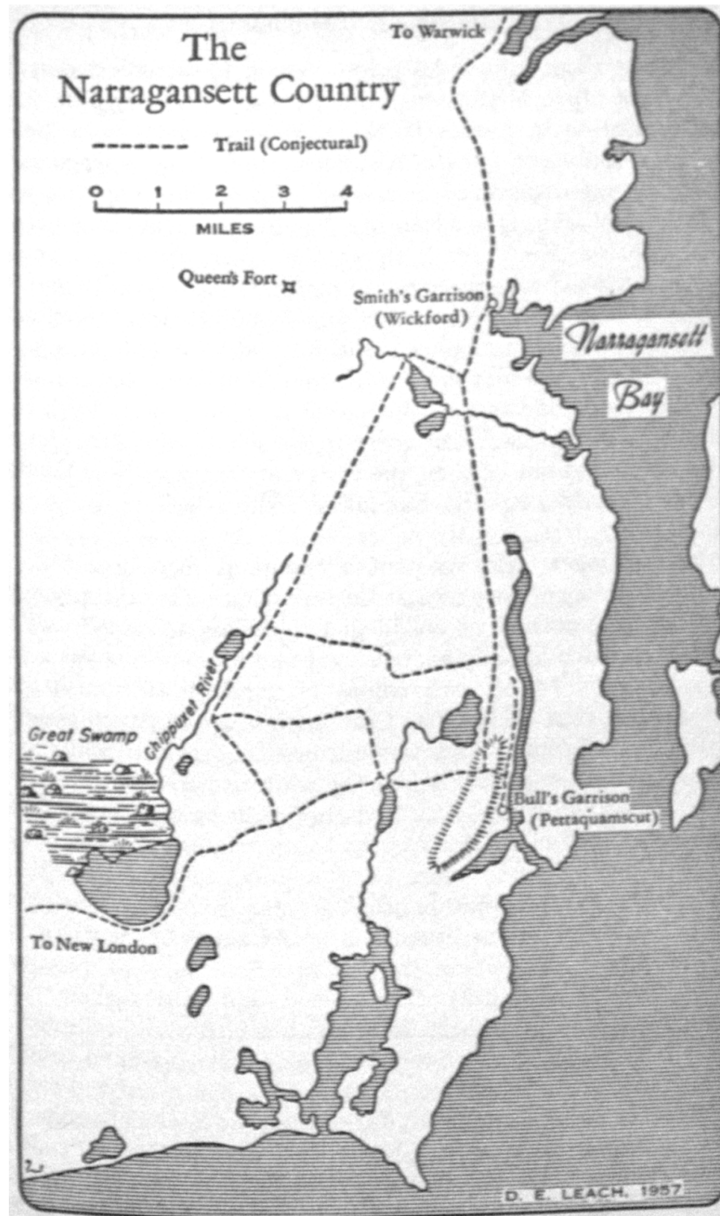 The
Narragansett Country
To Warwick
Trail (Conjectural)
0 1 2 3 4
MILES
Queen's Fort
Smith's Garrison
(Wickford)
Narragansett
Bay
Chippuxet River
Great Swamp
Bull's Garrison
(Pettaquamscut)
To New London
D. E. LEACH, 1957